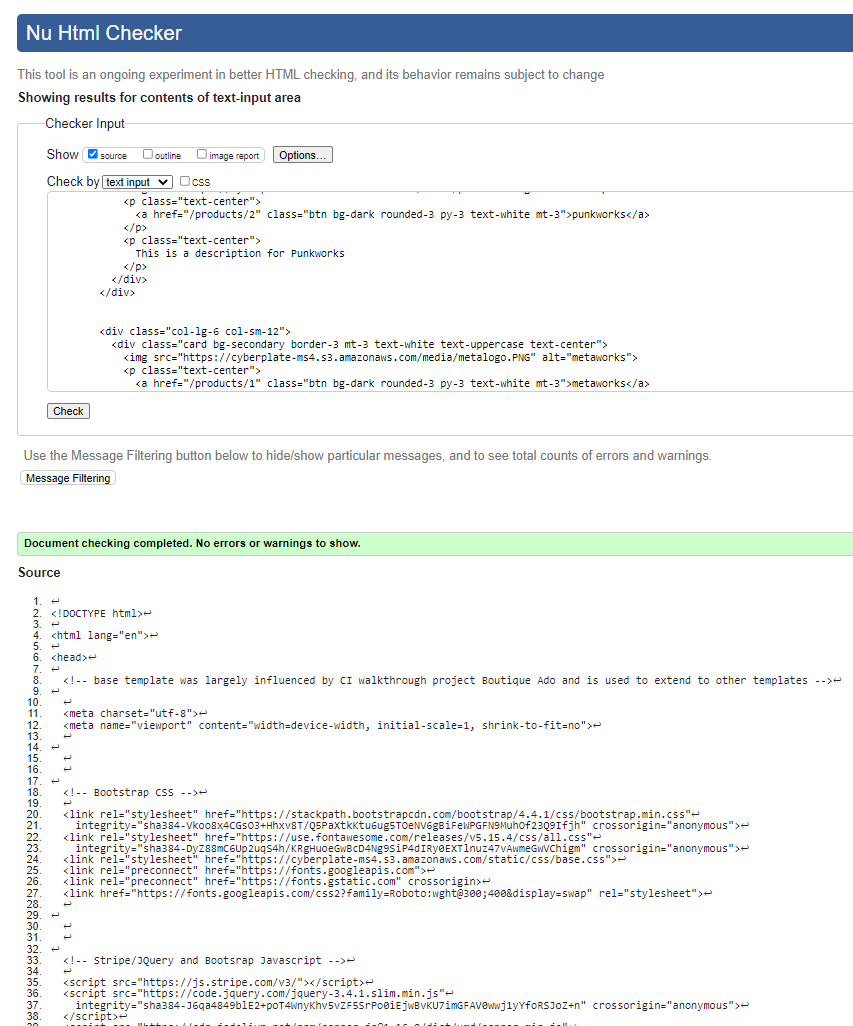 Nu Html Checker
This tool is an ongoing experiment in better HTML checking, and its behavior remains subject to change
Showing results for contents of text-input area
Checker Input
Show source outline image report Options...
Check by text input css
<p class="text-center">
<a href="/products/2" class="btn bg-dark rounded-3 py-3 text-white mt-3">punkworks</a>
</p>
<p class="text-center">
This is a description for Punkworks
</p>
</div>
</div>
<div class="col-lg-6 col-sm-12">
<div class="card bg-secondary border-3 mt-3 text-white text-uppercase text-center">
<img src="https://cyberplate-ms4.s3.amazonaws.com/media/metalogo.PNG" alt="metaworks">
<p class="text-center">
<a href="/products/1" class="btn bg-dark rounded-3 py-3 text-white mt-3">metaworks</a>
Check
Use the Message Filtering button below to hide/show particular messages, and to see total counts of errors and warnings.
Message Filtering
Document checking completed. No errors or warnings to show.
Source
1. ↩
2. <!DOCTYPE html>↩
3. ↩
4. <html lang="en">↩
5. ↩
6. <head>↩
7. ↩
8. <!-- base template was largely influenced by CI walkthrough project Boutique Ado and is used to extend to other templates -->↩
9. ↩
10. ↩
11. <meta charset="utf-8">↩
12. <meta name="viewport" content="width=device-width, initial-scale=1, shrink-to-fit=no">↩
13. ↩
14. ↩
15. ↩
16. ↩
17. ↩
18. <!-- Bootstrap CSS -->↩
19. ↩
20. <link rel="stylesheet" href="https://stackpath.bootstrapcdn.com/bootstrap/4.4.1/css/bootstrap.min.css"↩
21. integrity="sha384-Vkoo8x4CGsO3+Hhxv8T/Q5PaXtkKtu6ug5TOeNV6gBiFeWPGFN9MuhOf23Q9Ifjh" crossorigin="anonymous">↩
22. <link rel="stylesheet" href="https://use.fontawesome.com/releases/v5.15.4/css/all.css"↩
23. integrity="sha384-DyZ88mC6Up2uqS4h/KRgHuoeGwBcD4Ng9SiP4dIRy0EXTlnuz47vAwmeGwVChigm" crossorigin="anonymous">↩
24. <link rel="stylesheet" href="https://cyberplate-ms4.s3.amazonaws.com/static/css/base.css">↩
25. <link rel="preconnect" href="https://fonts.googleapis.com">↩
26. <link rel="preconnect" href="https://fonts.gstatic.com" crossorigin>↩
27. <link href="https://fonts.googleapis.com/css2?family=Roboto:wght@300;400&display=swap" rel="stylesheet">↩
28. ↩
29. ↩
30. ↩
31. ↩
32. ↩
33. <!-- Stripe/JQuery and Bootsrap Javascript -->↩
34. ↩
35. <script src="https://js.stripe.com/v3/"></script>↩
36. <script src="https://code.jquery.com/jquery-3.4.1.slim.min.js"↩
37. integrity="sha384-J6qa4849blE2+poT4WnyKhv5vZF5SrPo0iEjwBvKU7imGFAV0wwj1yYfoRSJoZ+n" crossorigin="anonymous">↩
38. </script>↩